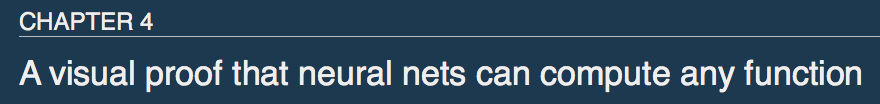 CHAPTER 4
A visual proof that neural nets can compute any function